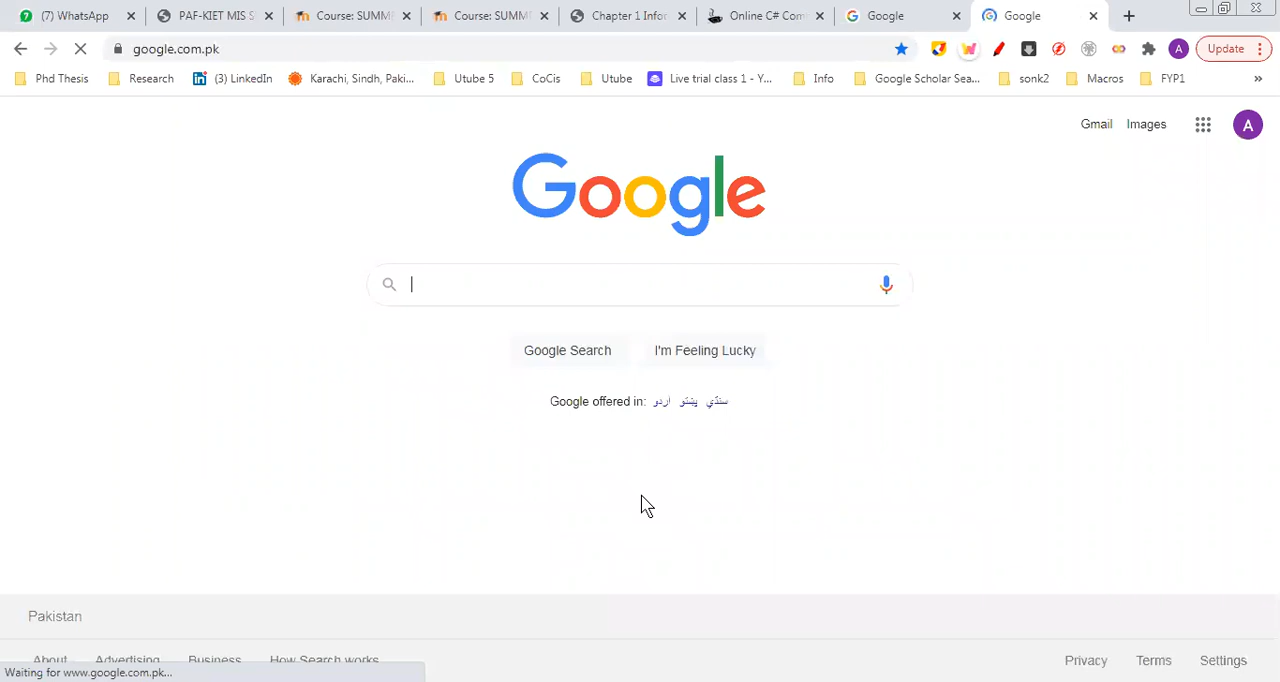 (7) WhatsApp PAF-KIET MIS S Course: SUMM Course: SUMM Chapter 1 Info Online C# Com Google Google
google.com.pk A Update
Phd Thesis Research (3) LinkedIn Karachi, Sindh, Paki... Utube 5 CoCis Utube Live trial class 1 - Y... Info Google Scholar Sea... sonk2 Macros FYP1 »
Gmail Images A
Google
Google Search I'm Feeling Lucky
Google offered in: اردو پښتو سنڌي
Pakistan
About Advertising Business How Search works Privacy Terms Settings
Waiting for www.google.com.pk...